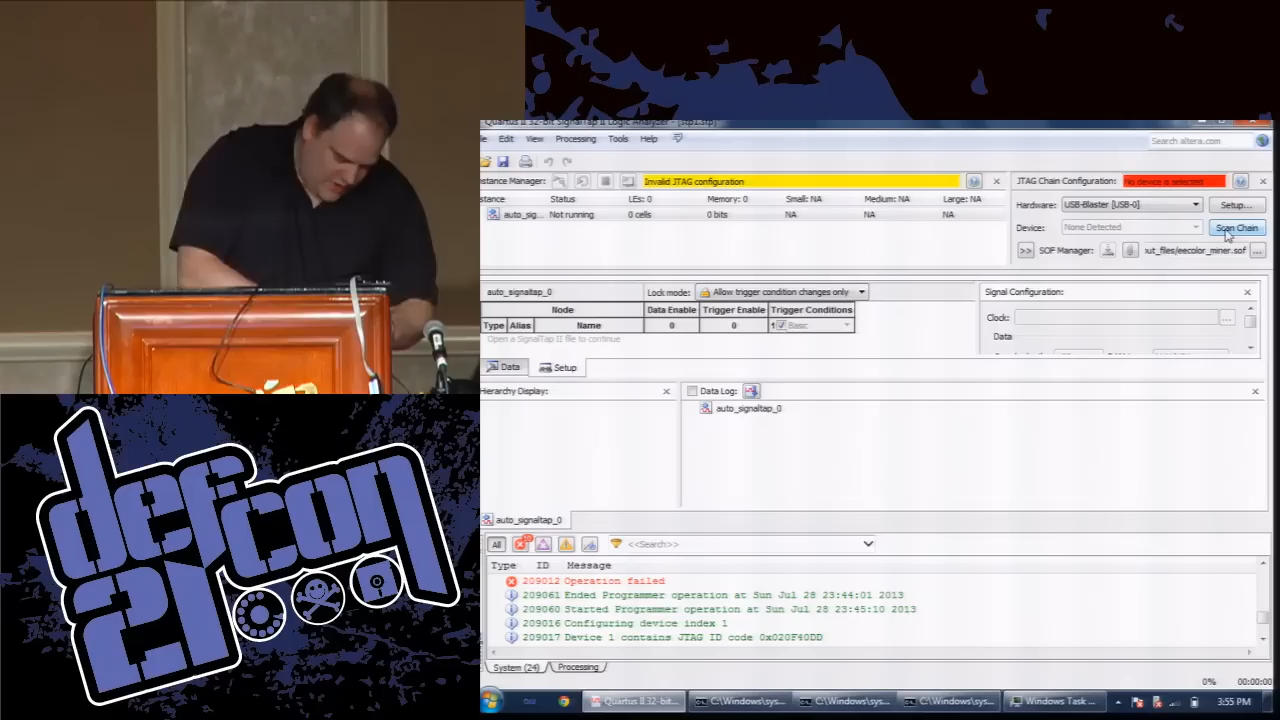 Quartus II 32-bit SignalTap II Logic Analyzer - [stp1.stp]
Edit View Processing Tools Help
Search altera.com
Instance Manager: Invalid JTAG configuration
Status LEs: 0 Memory: 0 Small: NA Medium: NA Large: NA
auto_sig... Not running 0 cells 0 bits NA NA NA
JTAG Chain Configuration: No device is selected
Hardware: USB-Blaster [USB-0] Setup...
Device: None Detected Scan Chain
>> SOF Manager: ut_files/eecolor_miner.sof ...
auto_signaltap_0 Lock mode: Allow trigger condition changes only
Node Data Enable Trigger Enable Trigger Conditions
Type Alias Name 0 0 1 Basic
Open a SignalTap II file to continue
Signal Configuration:
Clock: ...
Data
Data Setup
Hierarchy Display:
Data Log:
auto_signaltap_0
auto_signaltap_0
All <<Search>>
Type ID Message
209012 Operation failed
209061 Ended Programmer operation at Sun Jul 28 23:44:01 2013
209060 Started Programmer operation at Sun Jul 28 23:45:10 2013
209016 Configuring device index 1
209017 Device 1 contains JTAG ID code 0x020F40DD
System (24) Processing
0% 00:00:00
Quartus II 32-bit... C:\Windows\sys... C:\Windows\sys... C:\Windows\sys... Windows Task ... 3:55 PM
defcon
21